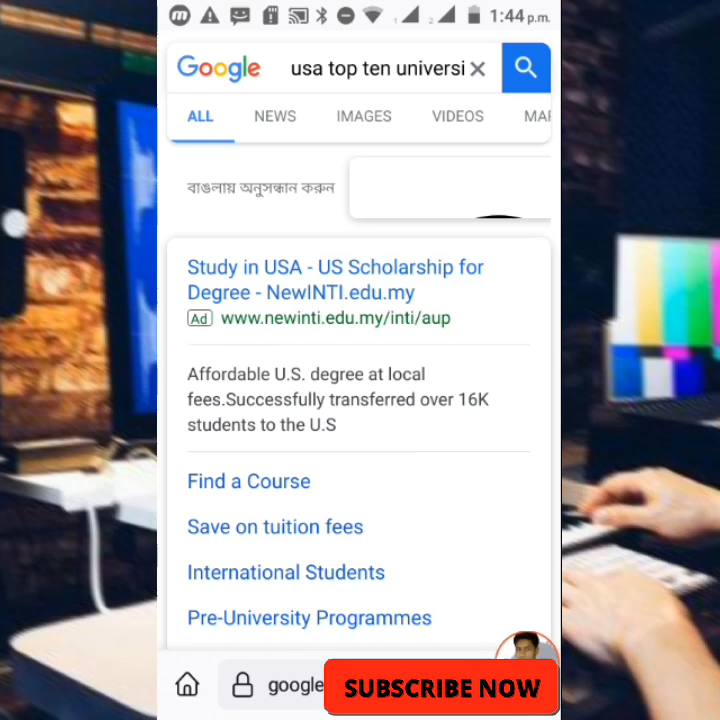 1:44 p.m.
Google usa top ten universi
ALL NEWS IMAGES VIDEOS MAP
বাঙলায় অনুসন্ধান করুন
Study in USA - US Scholarship for
Degree - NewINTI.edu.my
Ad www.newinti.edu.my/inti/aup
Affordable U.S. degree at local
fees.Successfully transferred over 16K
students to the U.S
Find a Course
Save on tuition fees
International Students
Pre-University Programmes
google
SUBSCRIBE NOW